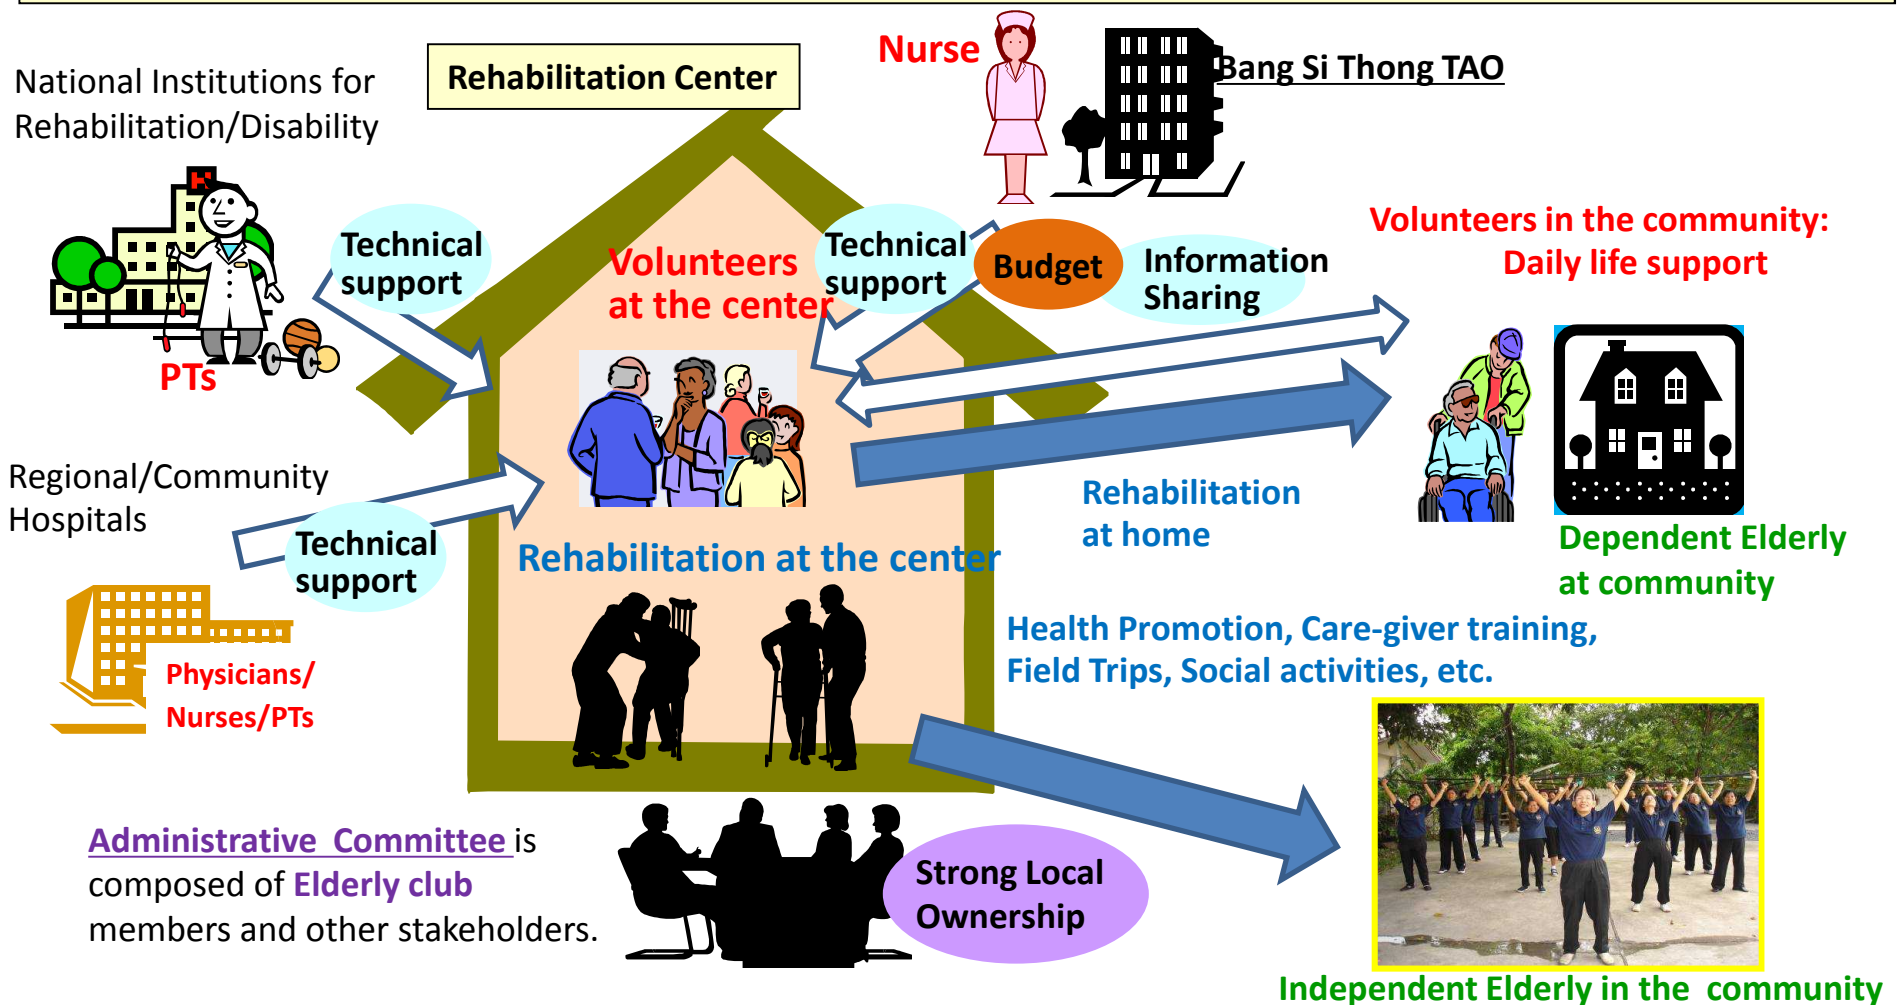 Nurse
Bang Si Thong TAO
Rehabilitation Center
National Institutions for
Rehabilitation/Disability
H
PTs
Technical
support
Volunteers
at the center
Technical
support
Budget
Information
Sharing
Volunteers in the community:
Daily life support
Regional/Community
Hospitals
Technical
support
Physicians/
Nurses/PTs
Rehabilitation at the center
Rehabilitation
at home
Dependent Elderly
at community
Health Promotion, Care-giver training,
Field Trips, Social activities, etc.
Administrative Committee is
composed of Elderly club
members and other stakeholders.
Strong Local
Ownership
Independent Elderly in the community